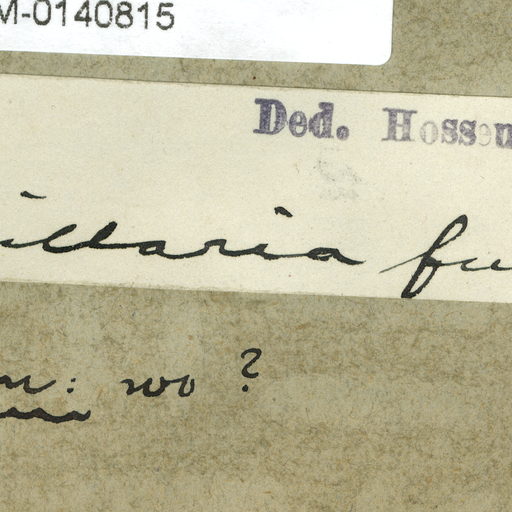 M-0140815
Ded. Hossen
illaria fu
m: wo ?